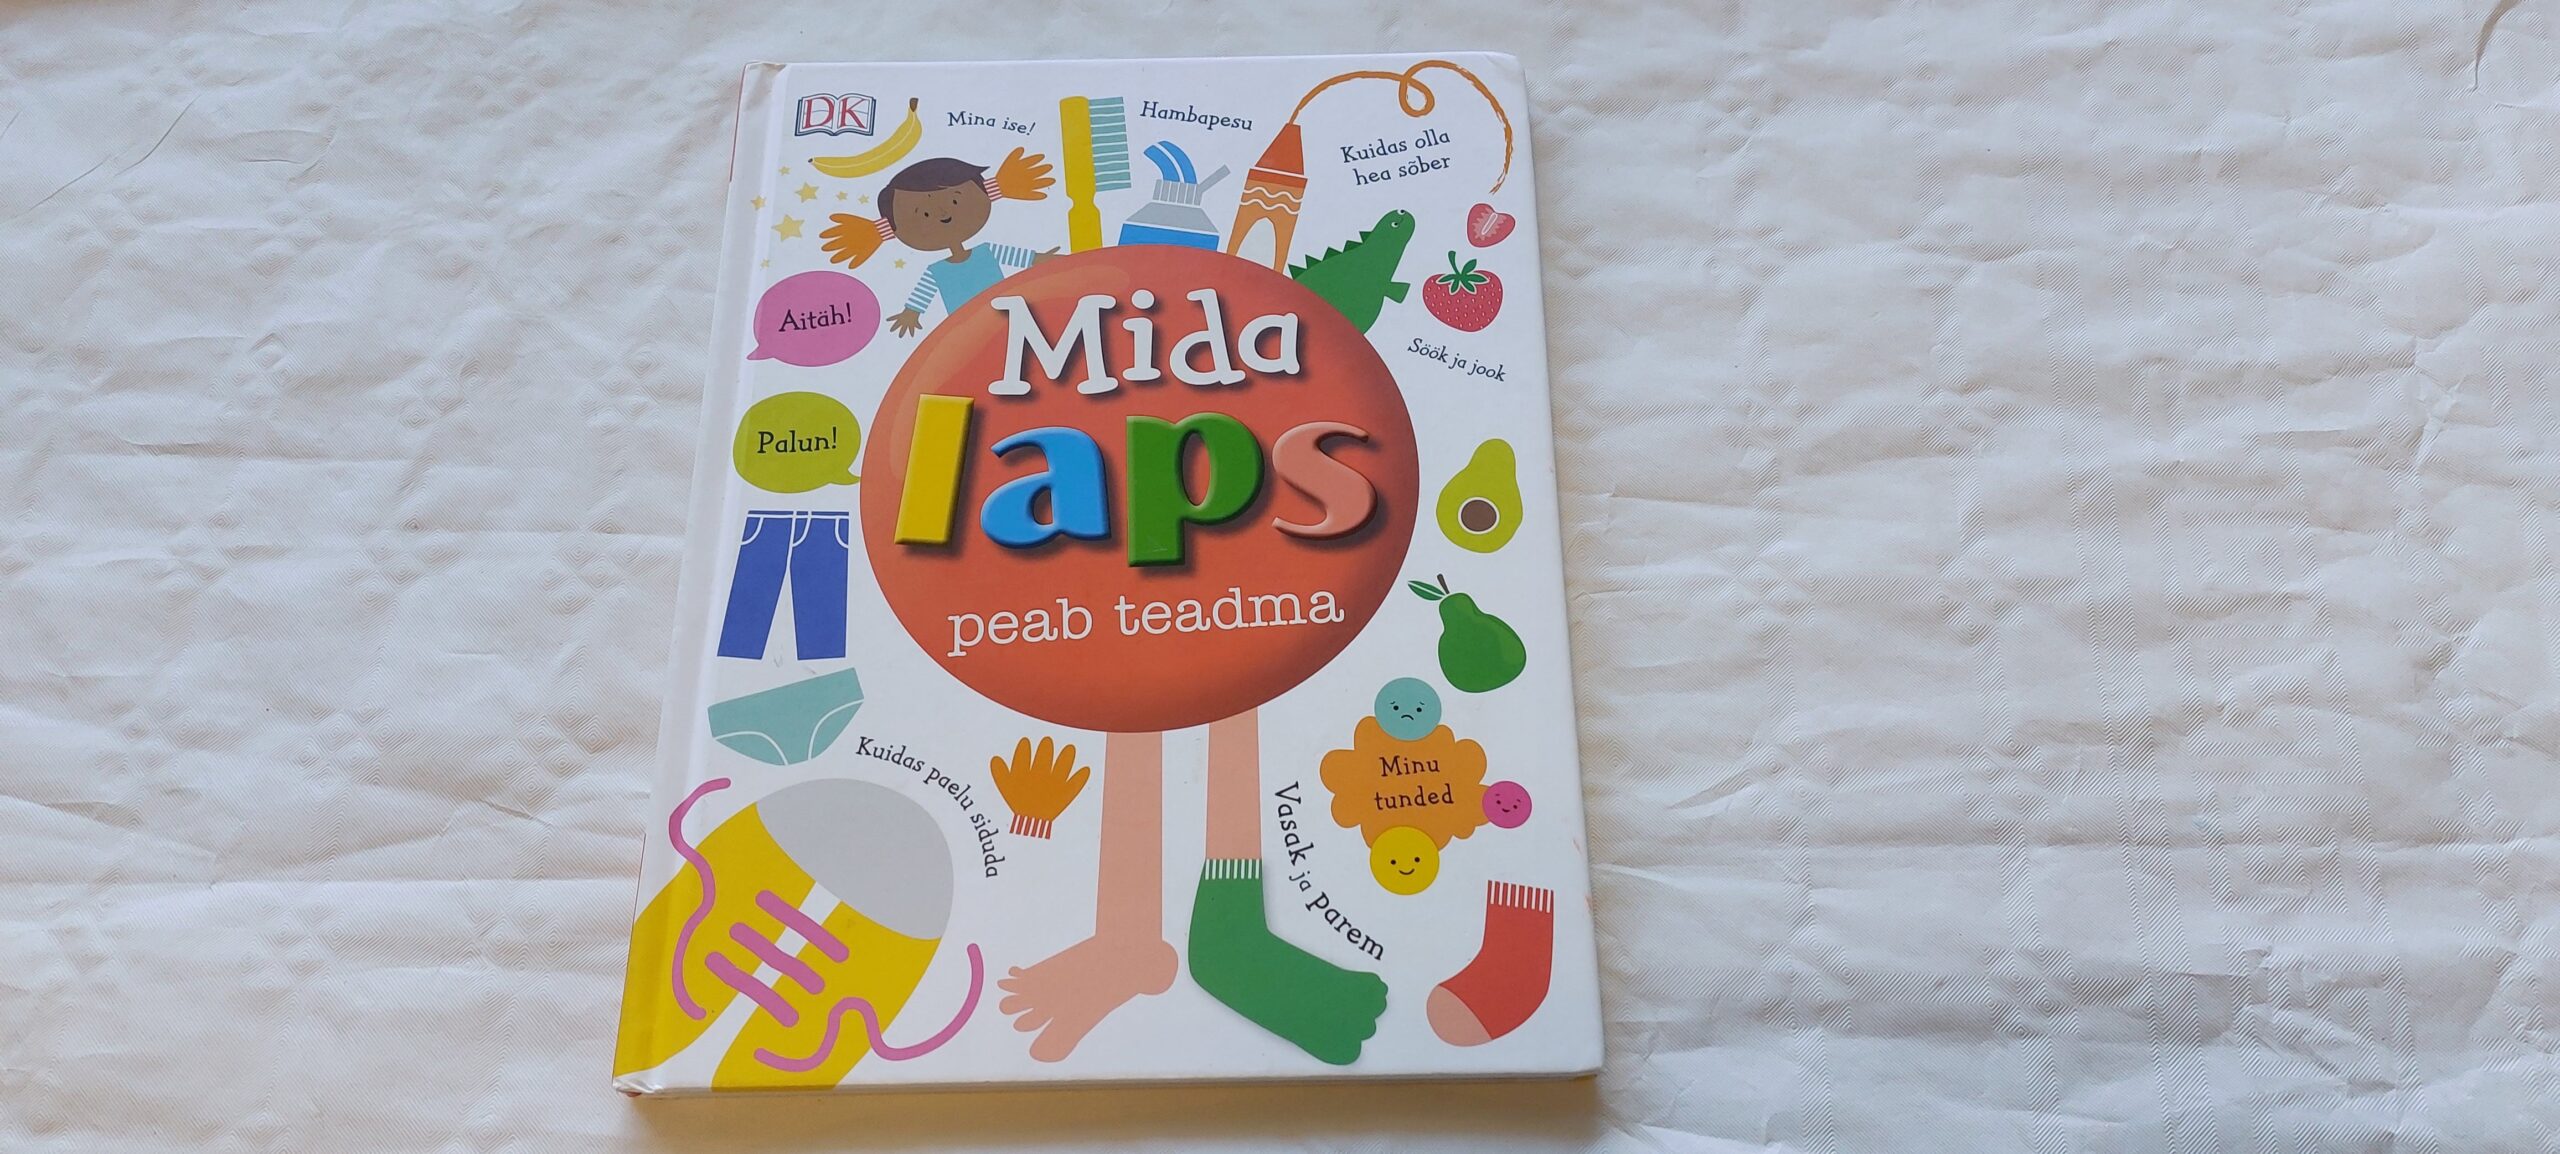 DK
Mina ise!
Hambapesu
Kuidas olla
hea sõber
Aitäh!
Mida
laps
peab teadma
Söök ja jook
Palun!
Kuidas paelu siduda
Minu
tunded
Vasak ja parem